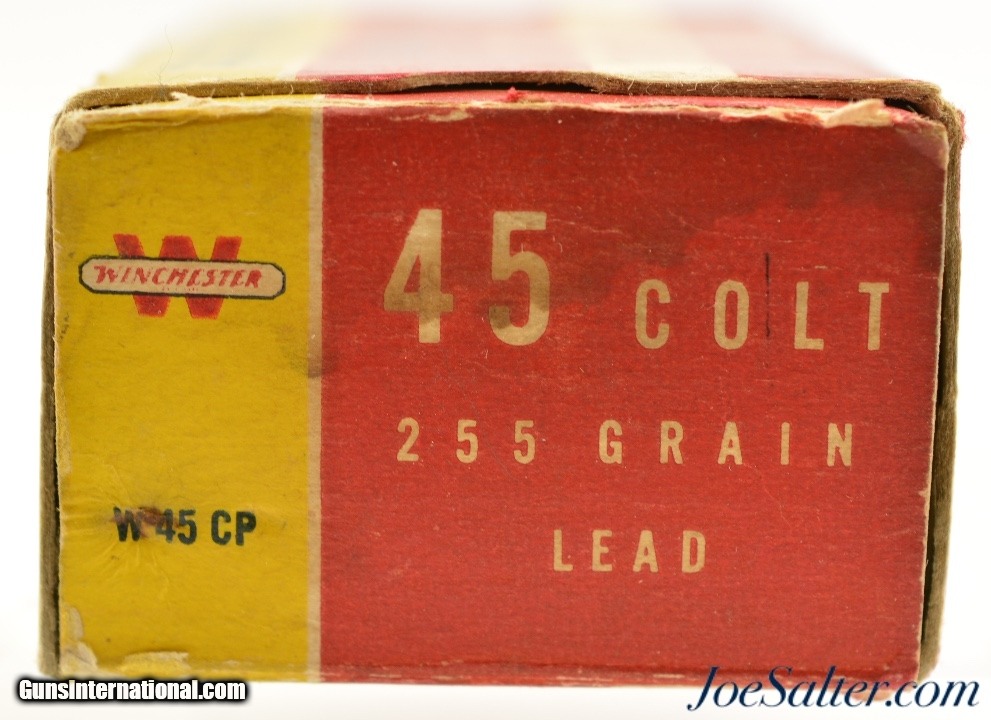 W
WINCHESTER
W 45 CP
45 COLT
255 GRAIN
LEAD
GunsInternational.com
JoeSalter.com